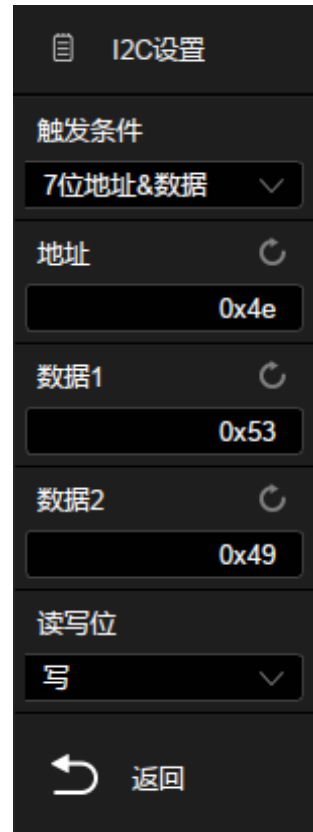 I2C设置
触发条件
7位地址&数据
地址
0x4e
数据1
0x53
数据2
0x49
读写位
写
返回